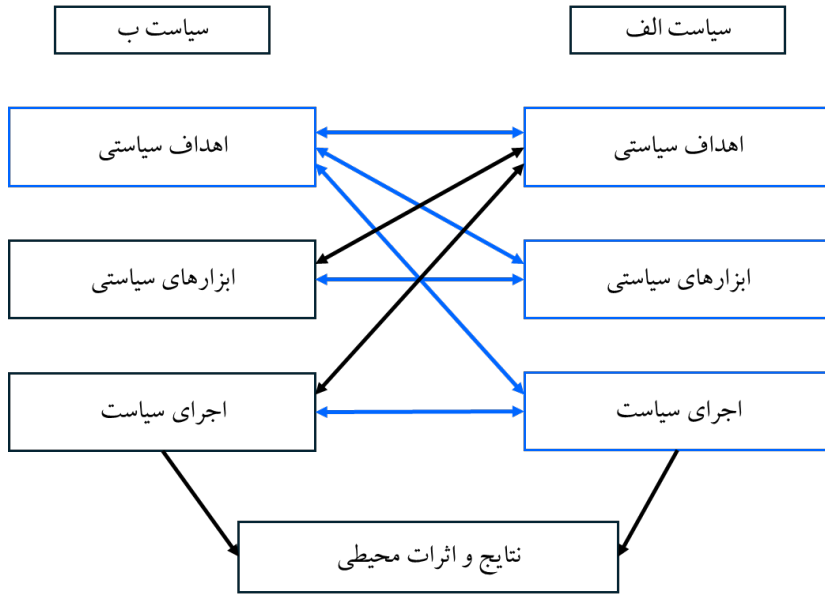 سیاست الف
سیاست ب
اهداف سیاستی
اهداف سیاستی
ابزارهای سیاستی
ابزارهای سیاستی
اجرای سیاست
اجرای سیاست
نتایج و اثرات محیطی